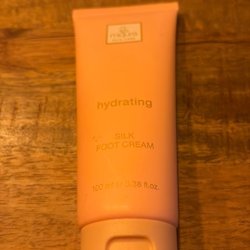 hydrating
SILK
FOOT CREAM
100 ml ℮ 3.38 fl.oz.